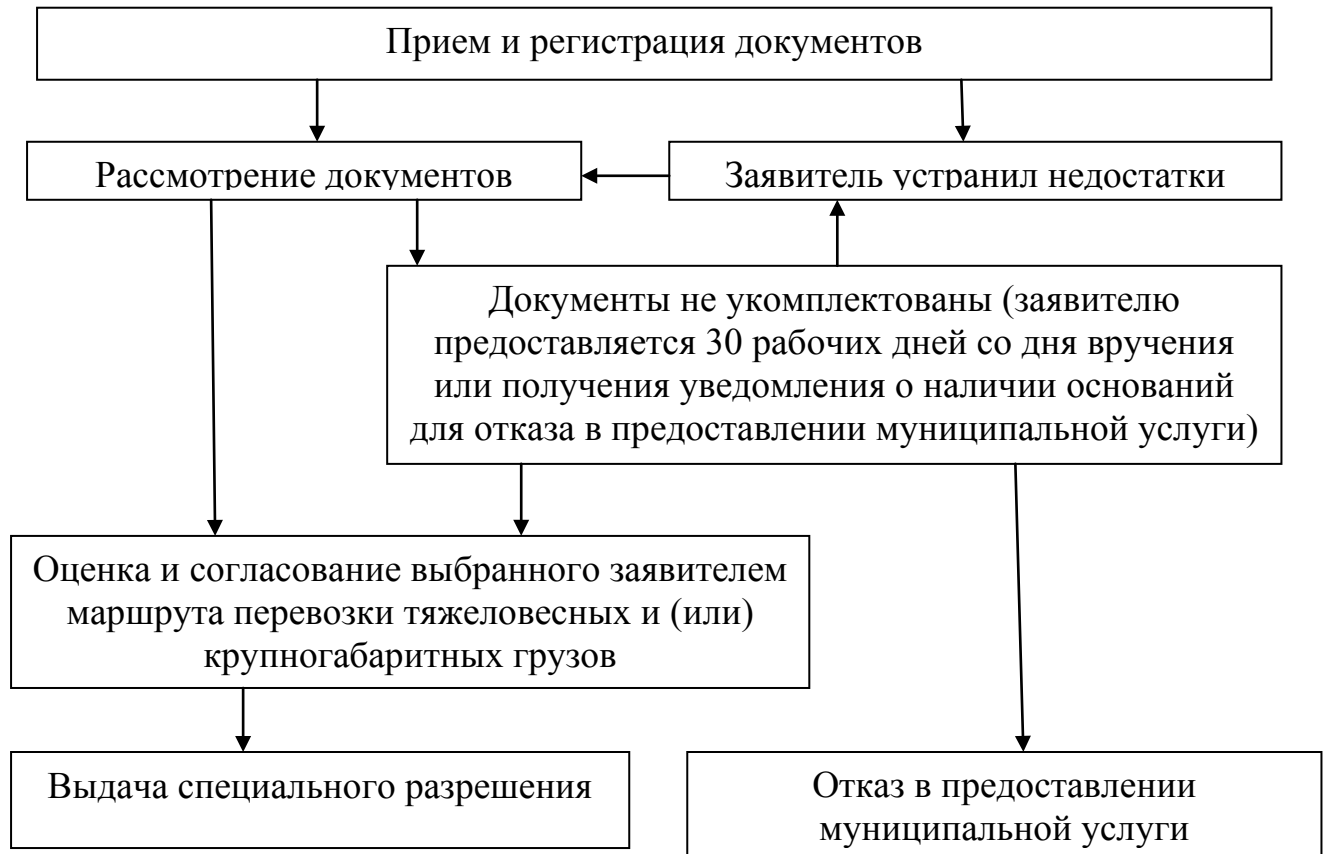 Прием и регистрация документов
Рассмотрение документов
Заявитель устранил недостатки
Документы не укомплектованы (заявителю
предоставляется 30 рабочих дней со дня вручения
или получения уведомления о наличии оснований
для отказа в предоставлении муниципальной услуги)
Оценка и согласование выбранного заявителем
маршрута перевозки тяжеловесных и (или)
крупногабаритных грузов
Выдача специального разрешения
Отказ в предоставлении
муниципальной услуги